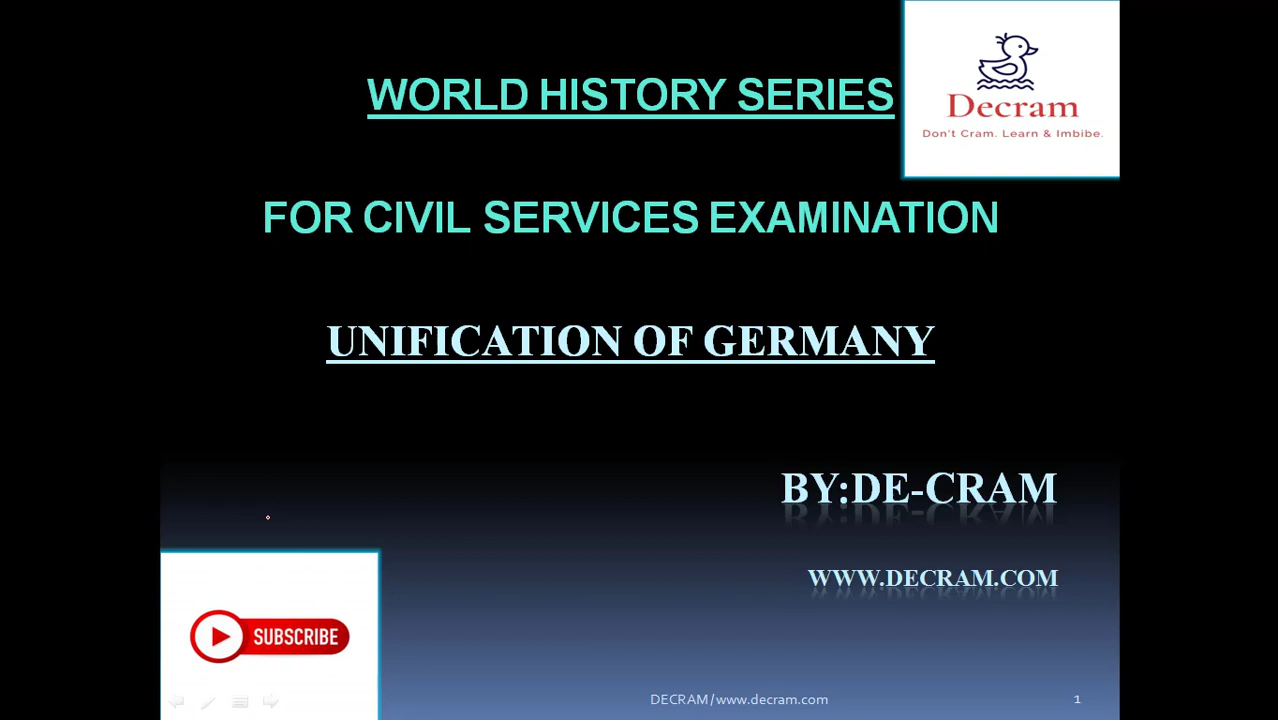 WORLD HISTORY SERIES
Decram
Don't Cram. Learn & Imbibe.
FOR CIVIL SERVICES EXAMINATION
UNIFICATION OF GERMANY
BY:DE-CRAM
WWW.DECRAM.COM
SUBSCRIBE
DECRAM/www.decram.com
1